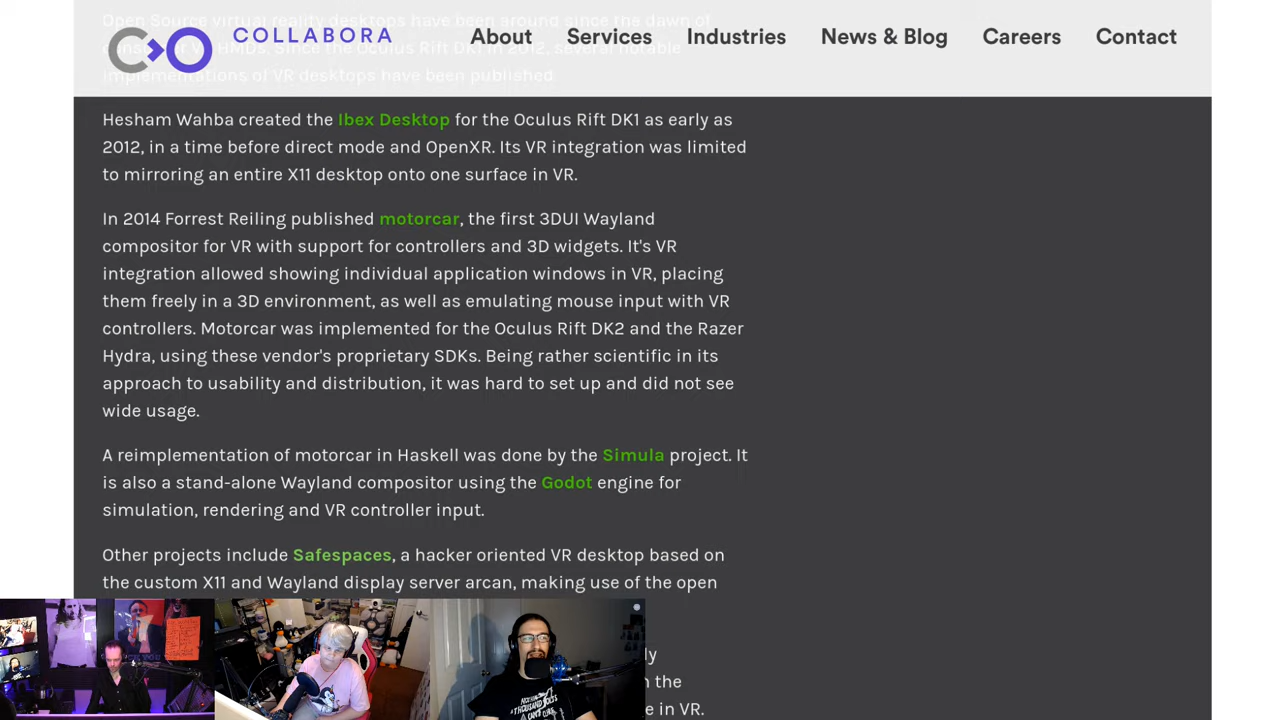 Open Source virtual reality desktops have been around since the dawn of
consumer VR HMDs. Since the Oculus Rift DK1 in 2012, several notable
implementations of VR desktops have been published
COLLABORA
About Services Industries News & Blog Careers Contact
Hesham Wahba created the Ibex Desktop for the Oculus Rift DK1 as early as
2012, in a time before direct mode and OpenXR. Its VR integration was limited
to mirroring an entire X11 desktop onto one surface in VR.
In 2014 Forrest Reiling published motorcar, the first 3DUI Wayland
compositor for VR with support for controllers and 3D widgets. It's VR
integration allowed showing individual application windows in VR, placing
them freely in a 3D environment, as well as emulating mouse input with VR
controllers. Motorcar was implemented for the Oculus Rift DK2 and the Razer
Hydra, using these vendor's proprietary SDKs. Being rather scientific in its
approach to usability and distribution, it was hard to set up and did not see
wide usage.
A reimplementation of motorcar in Haskell was done by the Simula project. It
is also a stand-alone Wayland compositor using the Godot engine for
simulation, rendering and VR controller input.
Other projects include Safespaces, a hacker oriented VR desktop based on
the custom X11 and Wayland display server arcan, making use of the open
ly
the
e in VR.
THOUSAND VOLTS